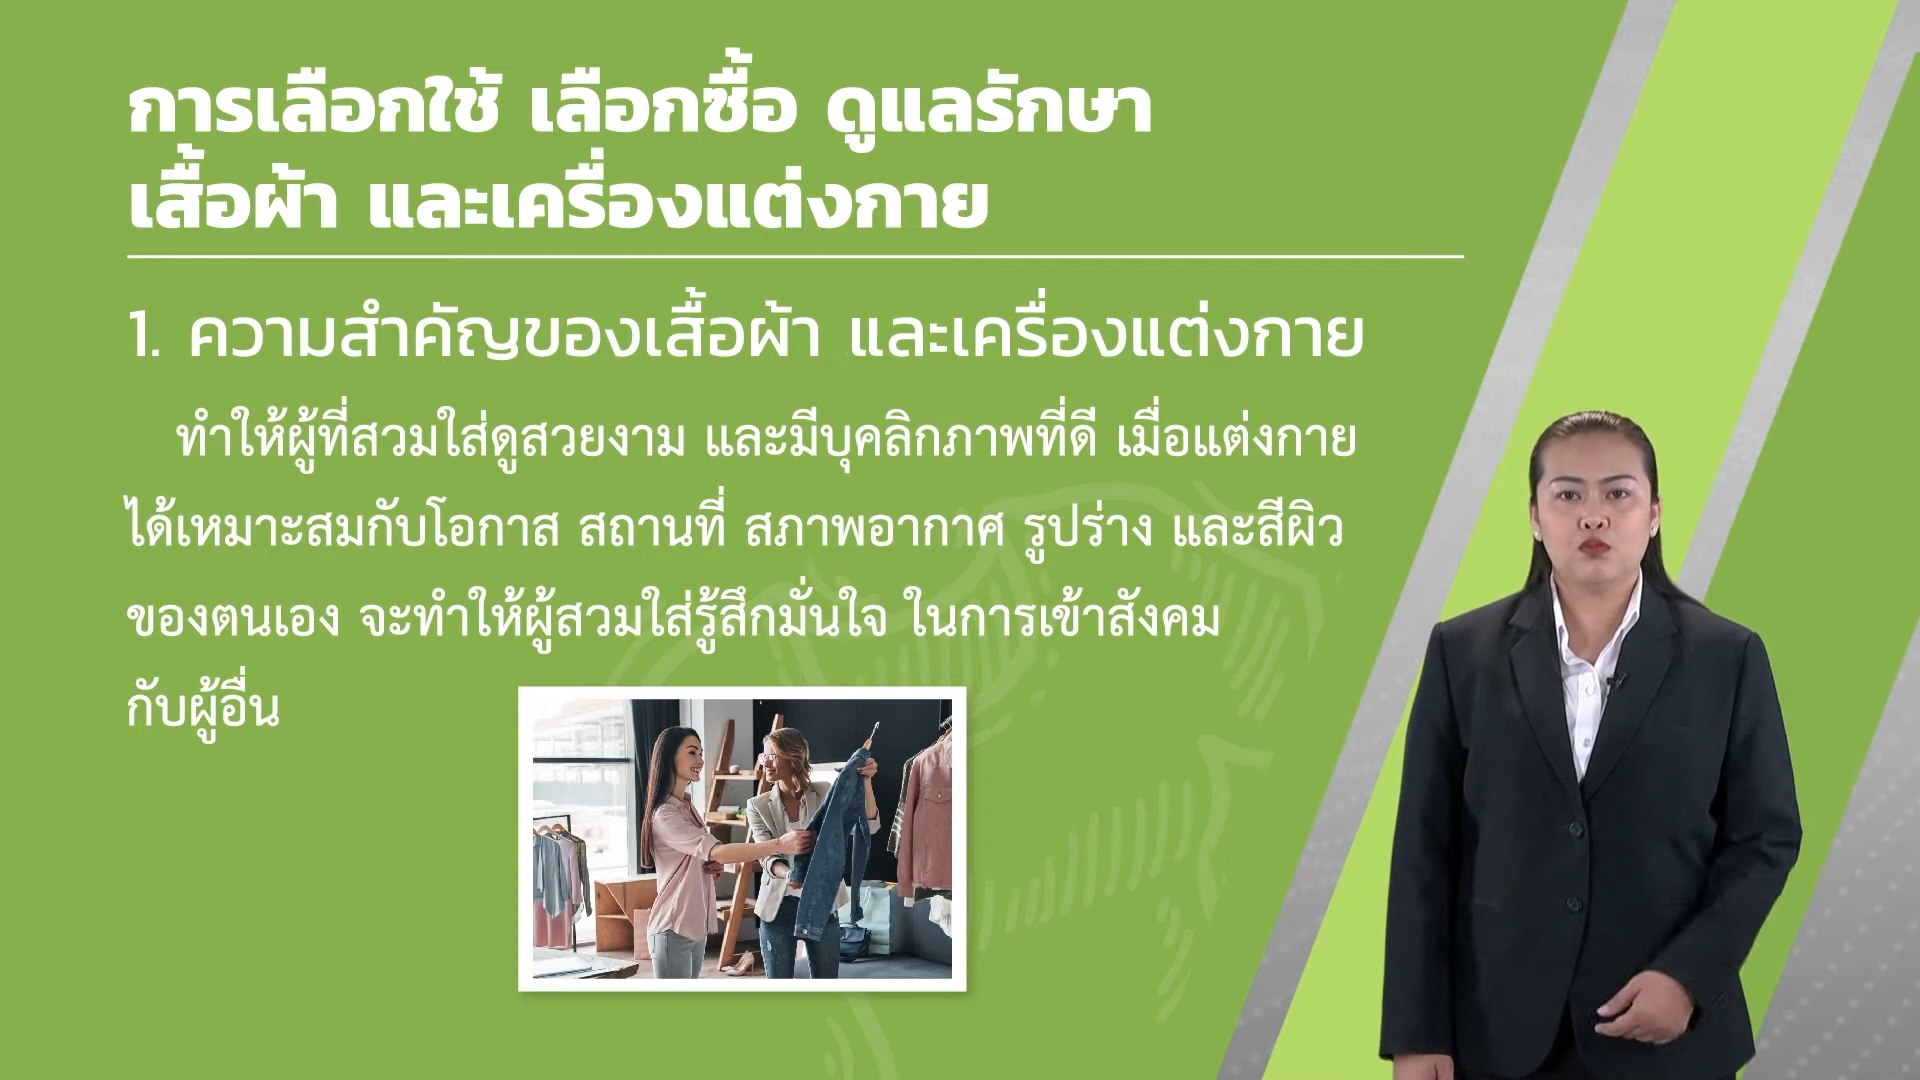 การเลือกใช้ เลือกซื้อ ดูแลรักษา
เสื้อผ้า และเครื่องแต่งกาย
1. ความสำคัญของเสื้อผ้า และเครื่องแต่งกาย
ทำให้ผู้ที่สวมใส่ดูสวยงาม และมีบุคลิกภาพที่ดี เมื่อแต่งกาย
ได้เหมาะสมกับโอกาส สถานที่ สภาพอากาศ รูปร่าง และสีผิว
ของตนเอง จะทำให้ผู้สวมใส่รู้สึกมั่นใจ ในการเข้าสังคม
กับผู้อื่น